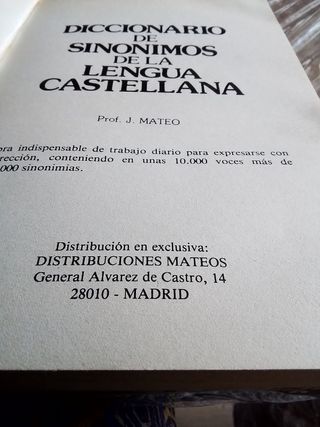 DICCIONARIO
DE
SINONIMOS
DE LA
LENGUA
CASTELLANA
Prof. J. MATEO
indispensable de trabajo diario para expresarse con
conteniendo en unas 10.000 voces más de
sinonimias.
Distribución en exclusiva:
DISTRIBUCIONES MATEOS
General Alvarez de Castro, 14
28010 - MADRID